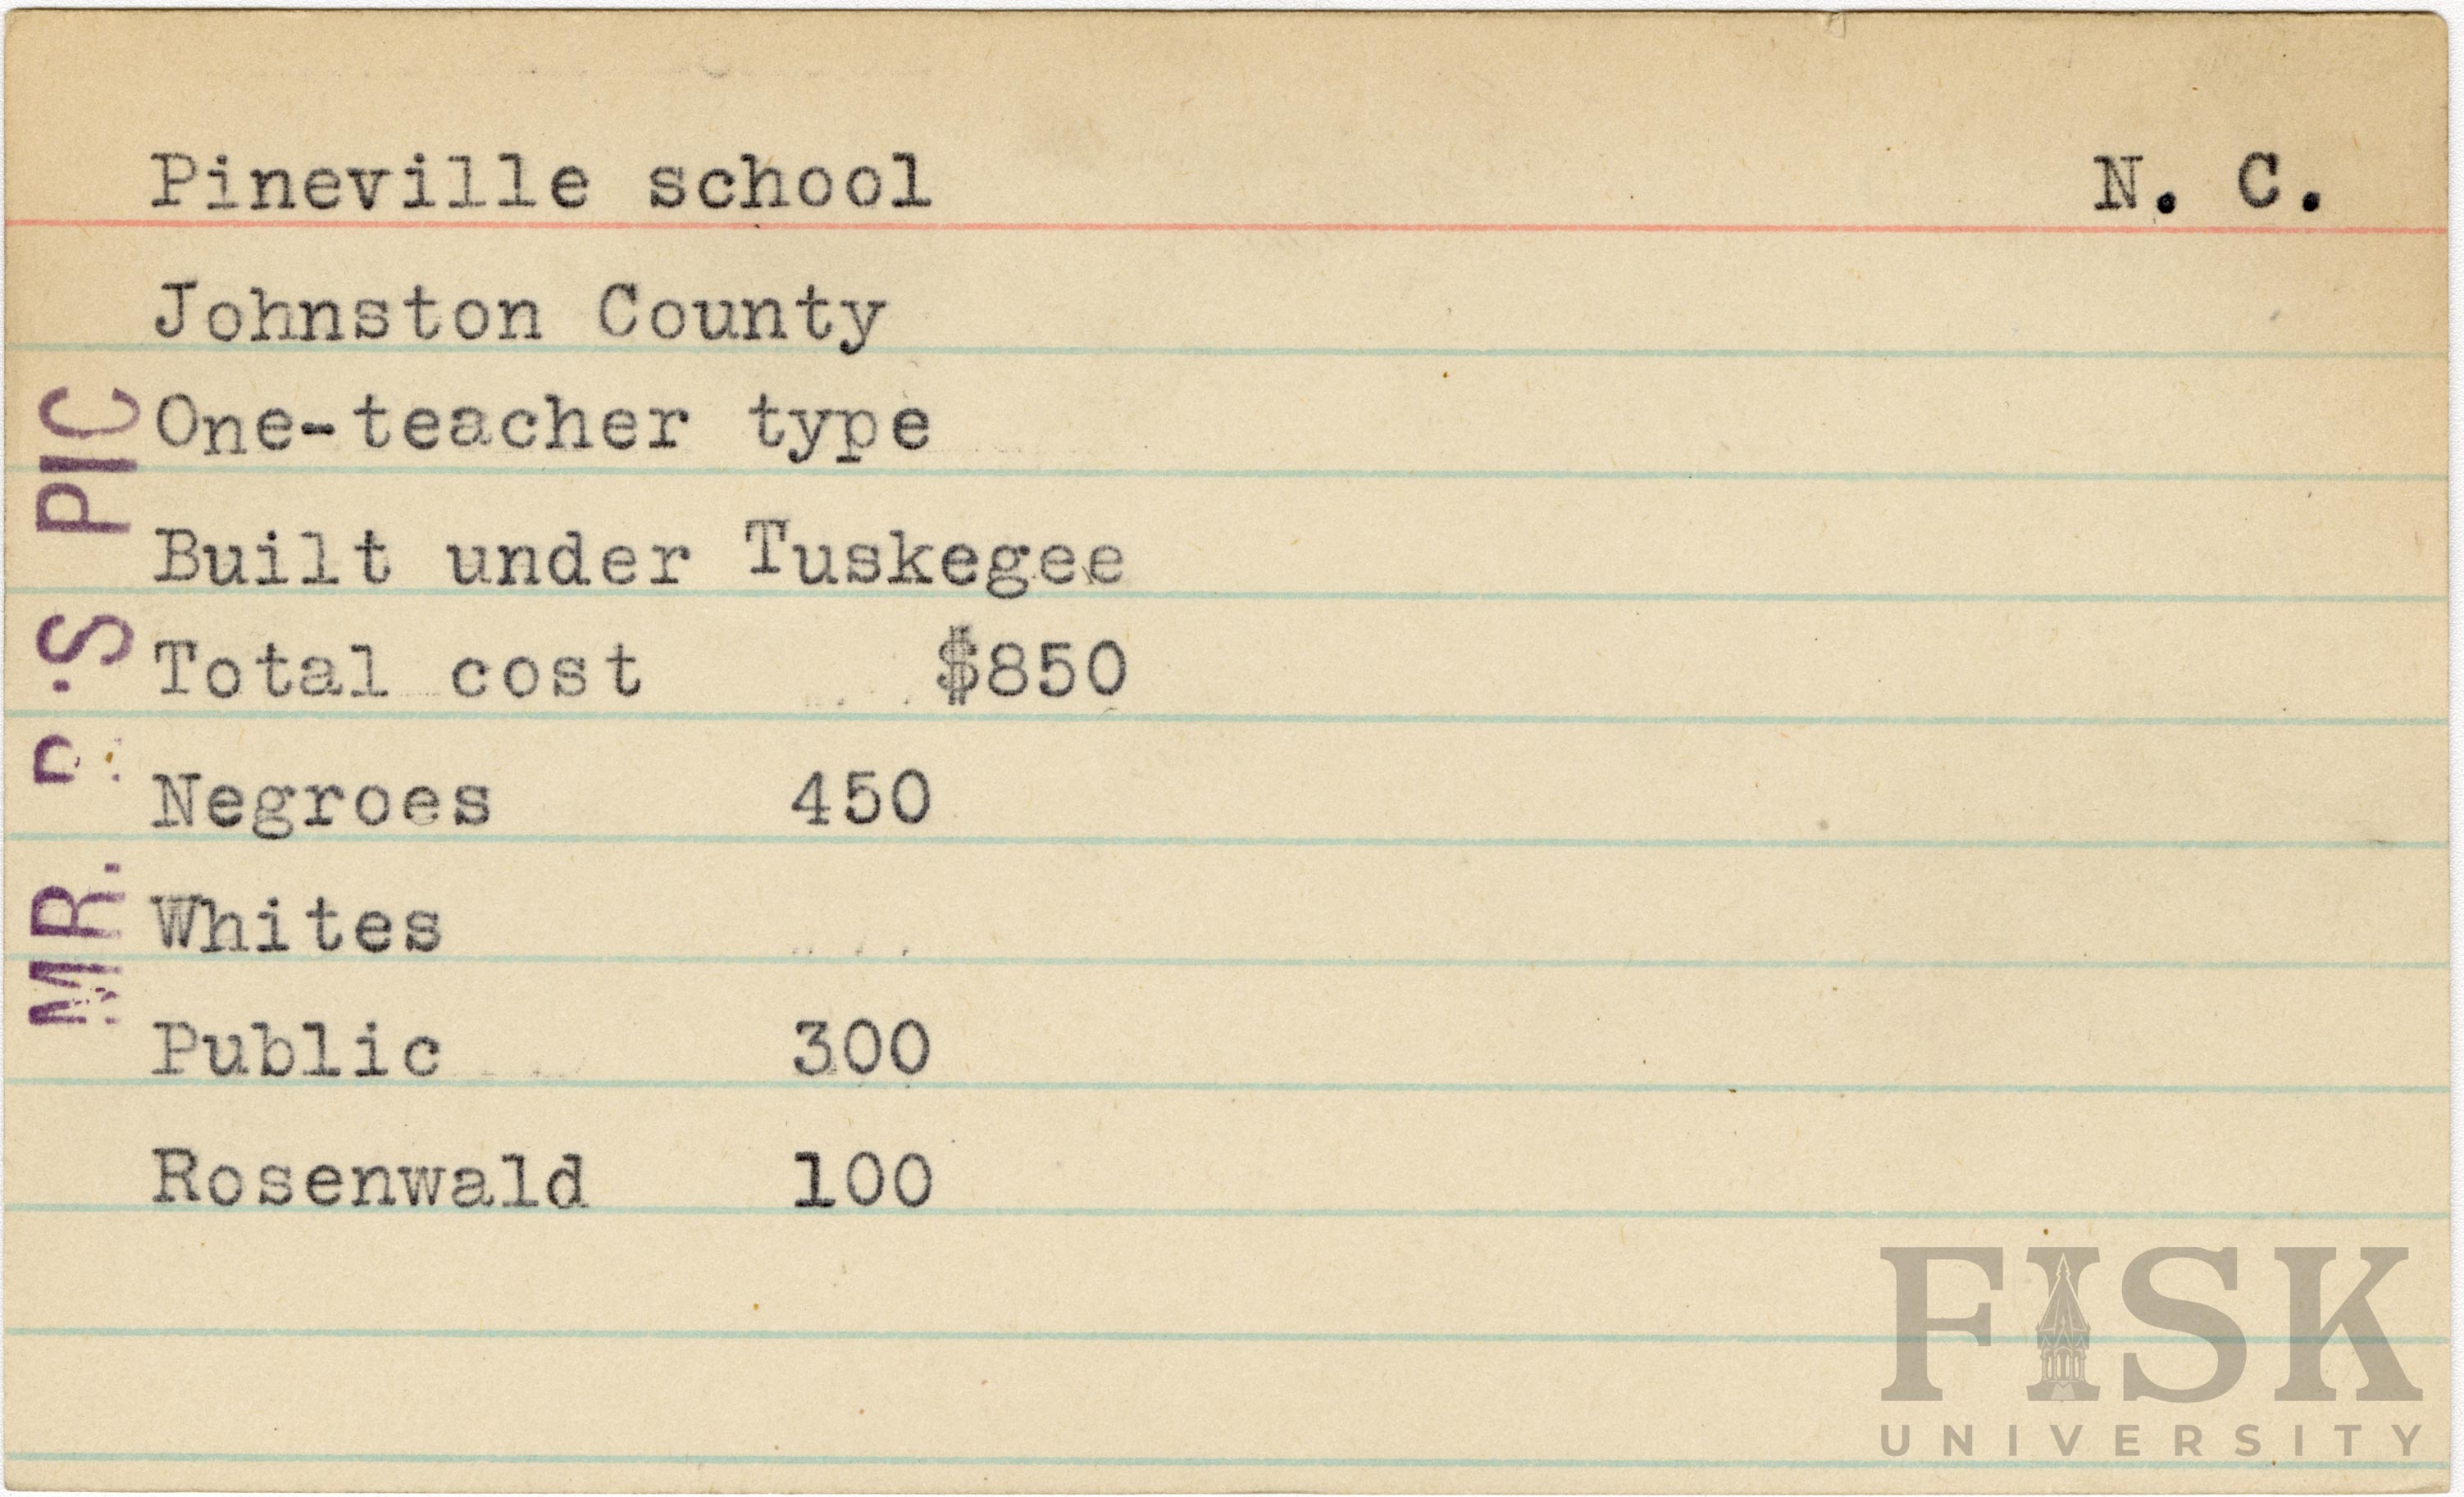 Pineville school N. C.
Johnston County
One-teacher type
Built under Tuskegee
Total cost $850
Negroes 450
Whites
Public 300
Rosenwald 100
MR. 'S PIC
FISK
UNIVERSITY